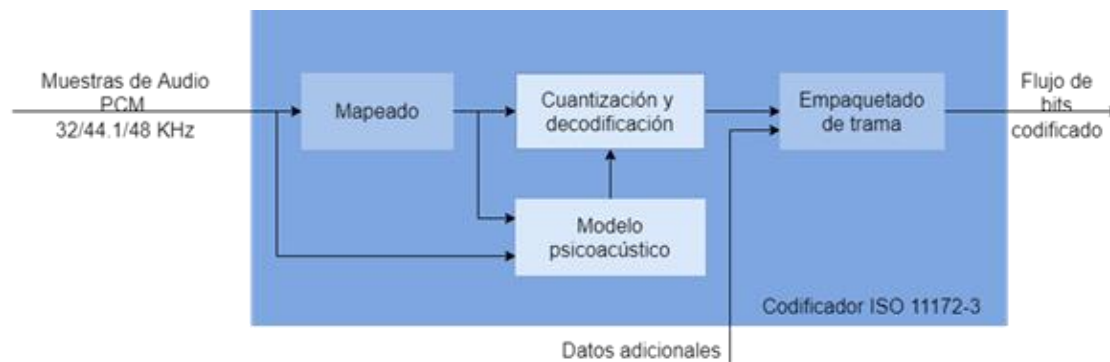 Muestras de Audio
PCM
32/44.1/48 KHz
Mapeado
Cuantización y
decodificación
Modelo
psicoacústico
Empaquetado
de trama
Flujo de
bits
codificado
Codificador ISO 11172-3
Datos adicionales